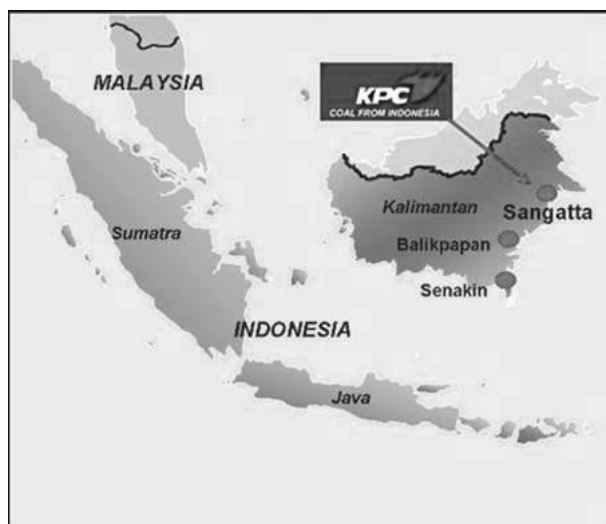 MALAYSIA
KPC
COAL FROM INDONESIA
Kalimantan
Sangatta
Sumatra
Balikpapan
Senakin
INDONESIA
Java